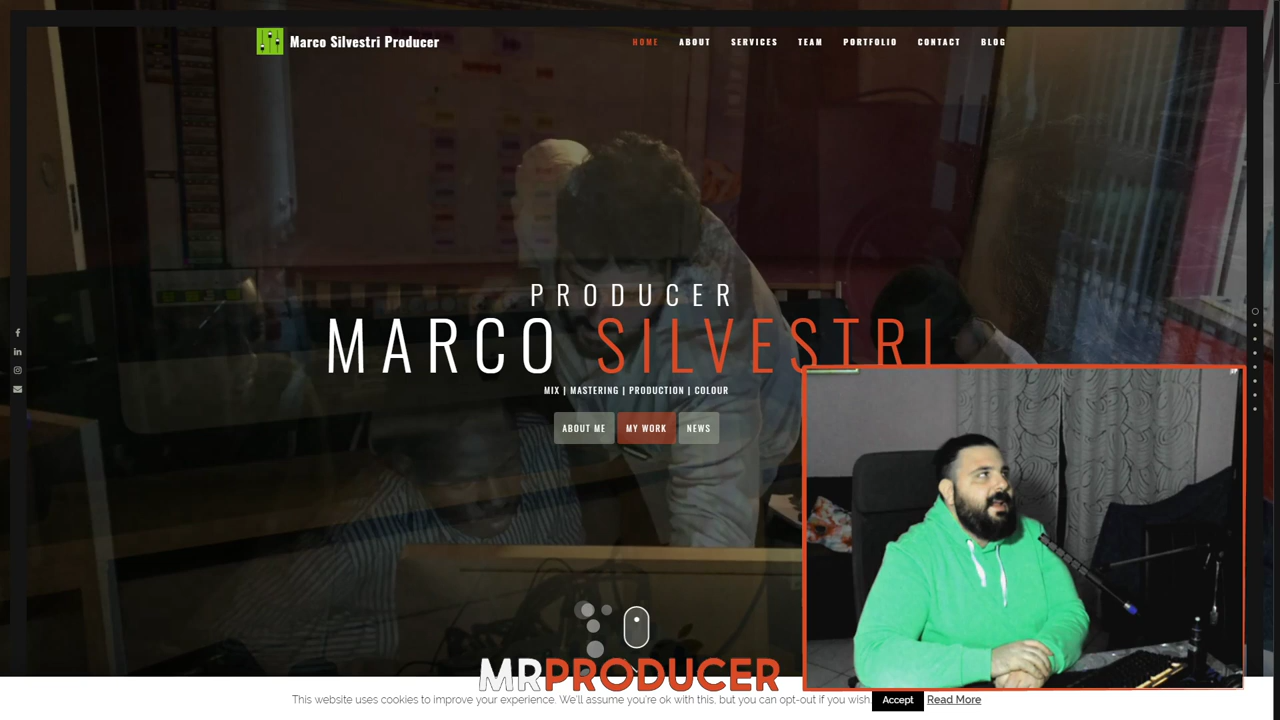 Marco Silvestri Producer
HOME ABOUT SERVICES TEAM PORTFOLIO CONTACT BLOG
PRODUCER
MARCO SILVESTRI
MIX | MASTERING | PRODUCTION | COLOUR
ABOUT ME MY WORK NEWS
MRPRODUCER
This website uses cookies to improve your experience. We'll assume you're ok with this, but you can opt-out if you wish. Accept Read More